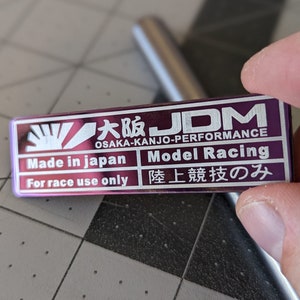 大阪 JDM
OSAKA-KANJO-PERFORMANCE
Made in japan
Model Racing
For race use only
陸上競技のみ